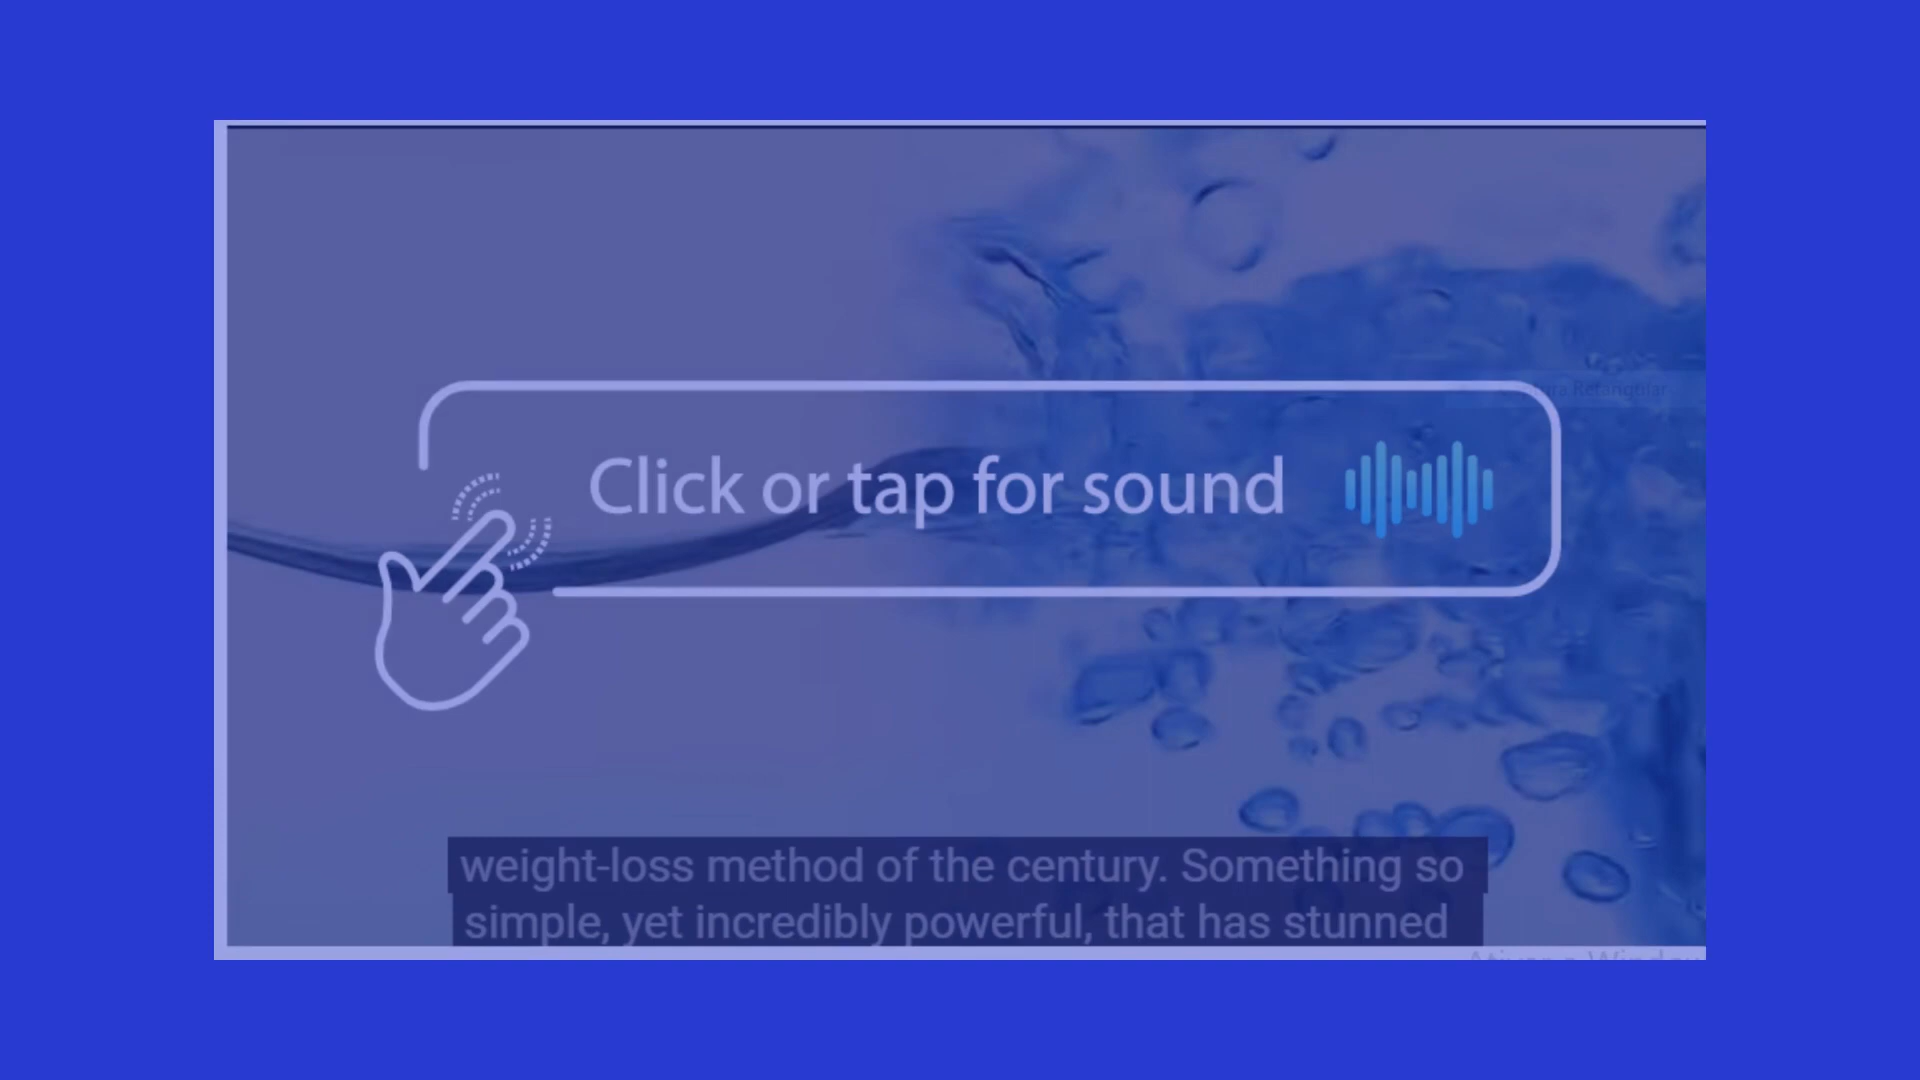 Retangular
Click or tap for sound
weight-loss method of the century. Something so
simple, yet incredibly powerful, that has stunned